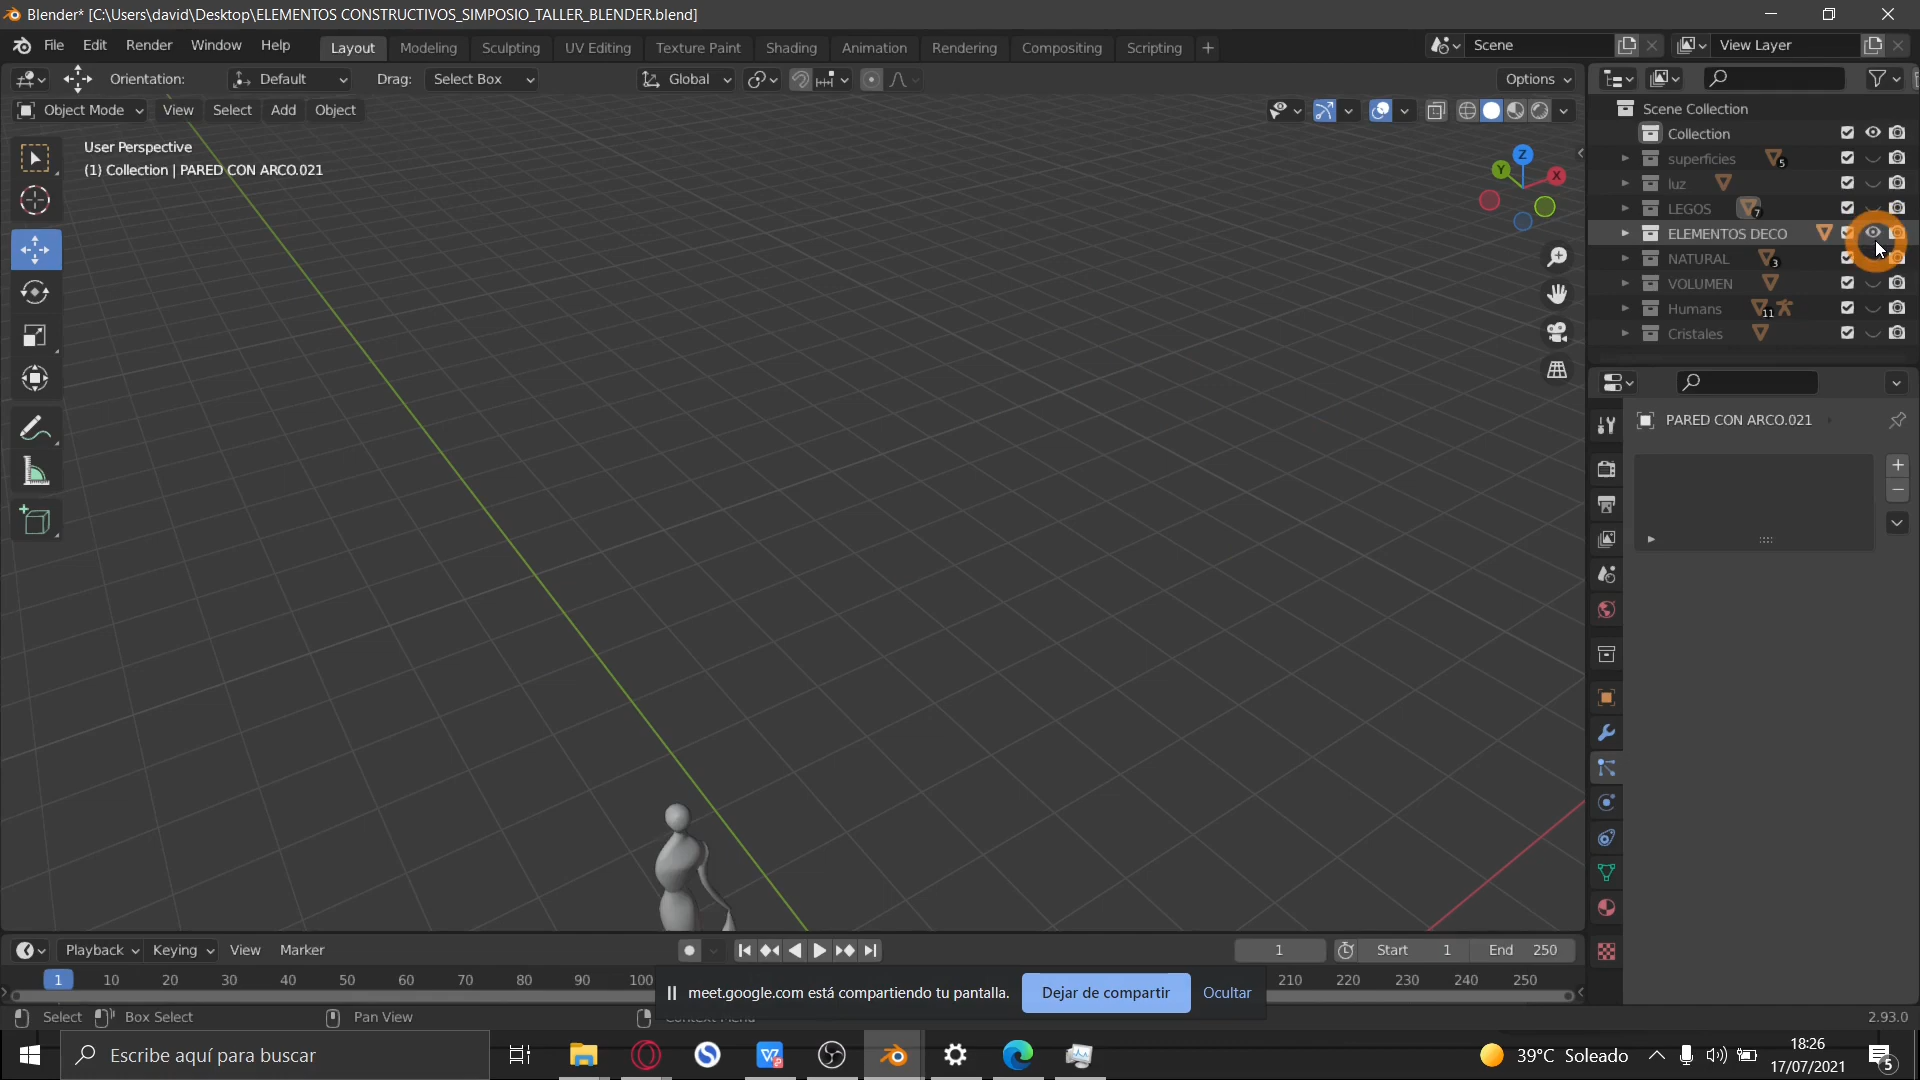 Blender* [C:\Users\david\Desktop\ELEMENTOS CONSTRUCTIVOS_SIMPOSIO_TALLER_BLENDER.blend]
File Edit Render Window Help Layout Modeling Sculpting UV Editing Texture Paint Shading Animation Rendering Compositing Scripting + Scene View Layer
Orientation: Default Drag: Select Box Global Options
Object Mode View Select Add Object
User Perspective
(1) Collection | PARED CON ARCO.021
Z
Y
X
Scene Collection
Collection
superficies 5
luz
LEGOS 7
ELEMENTOS DECO
NATURAL 3
VOLUMEN
Humans 11
Cristales
PARED CON ARCO.021
Playback Keying View Marker 1 Start 1 End 250
1 10 20 30 40 50 60 70 80 90 100 210 220 230 240 250
meet.google.com está compartiendo tu pantalla. Dejar de compartir Ocultar
Select Box Select Pan View 2.93.0
Escribe aquí para buscar
39°C Soleado
18:26
17/07/2021
5